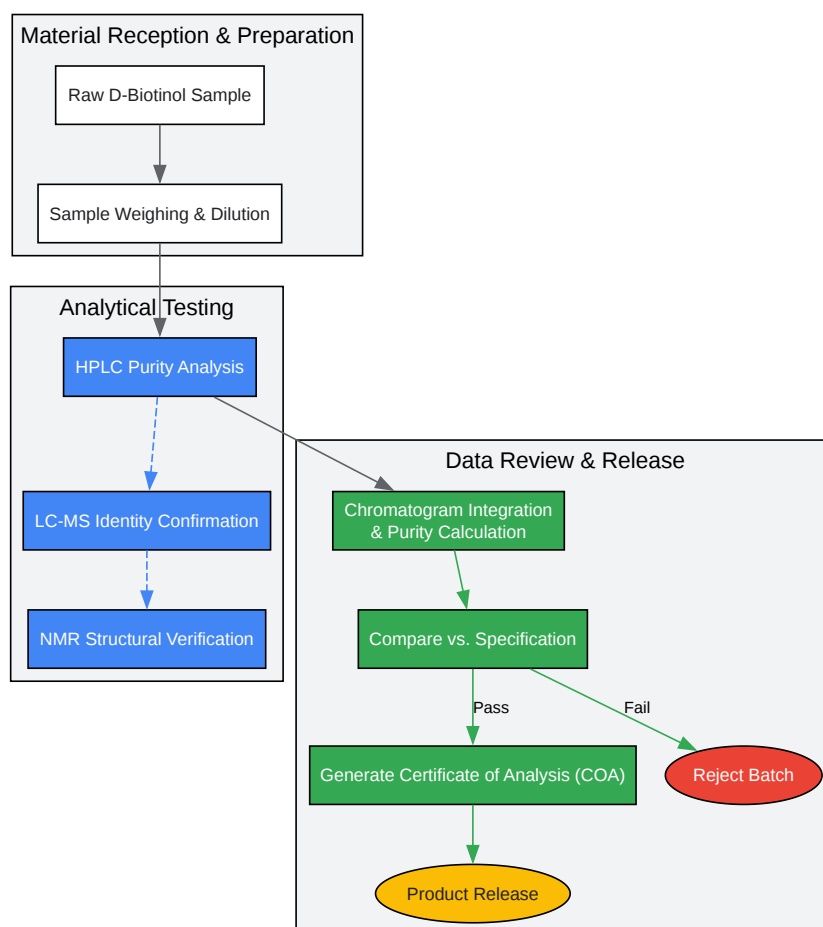 Material Reception & Preparation
Raw D-Biotinol Sample
Sample Weighing & Dilution
Analytical Testing
HPLC Purity Analysis
LC-MS Identity Confirmation
NMR Structural Verification
Data Review & Release
Chromatogram Integration
& Purity Calculation
Compare vs. Specification
Pass
Fail
Generate Certificate of Analysis (COA)
Reject Batch
Product Release